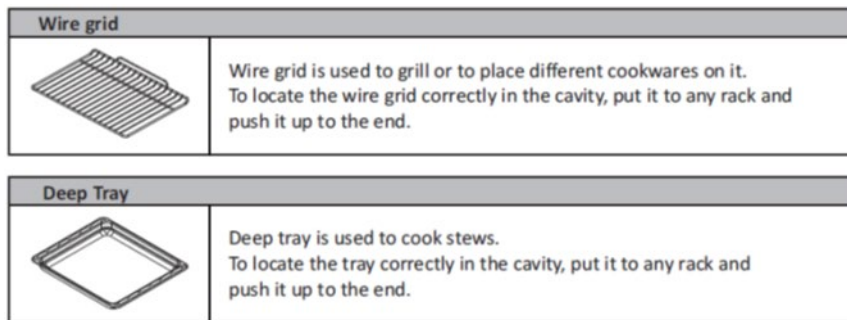 Wire grid
Wire grid is used to grill or to place different cookwares on it.
To locate the wire grid correctly in the cavity, put it to any rack and
push it up to the end.
Deep Tray
Deep tray is used to cook stews.
To locate the tray correctly in the cavity, put it to any rack and
push it up to the end.